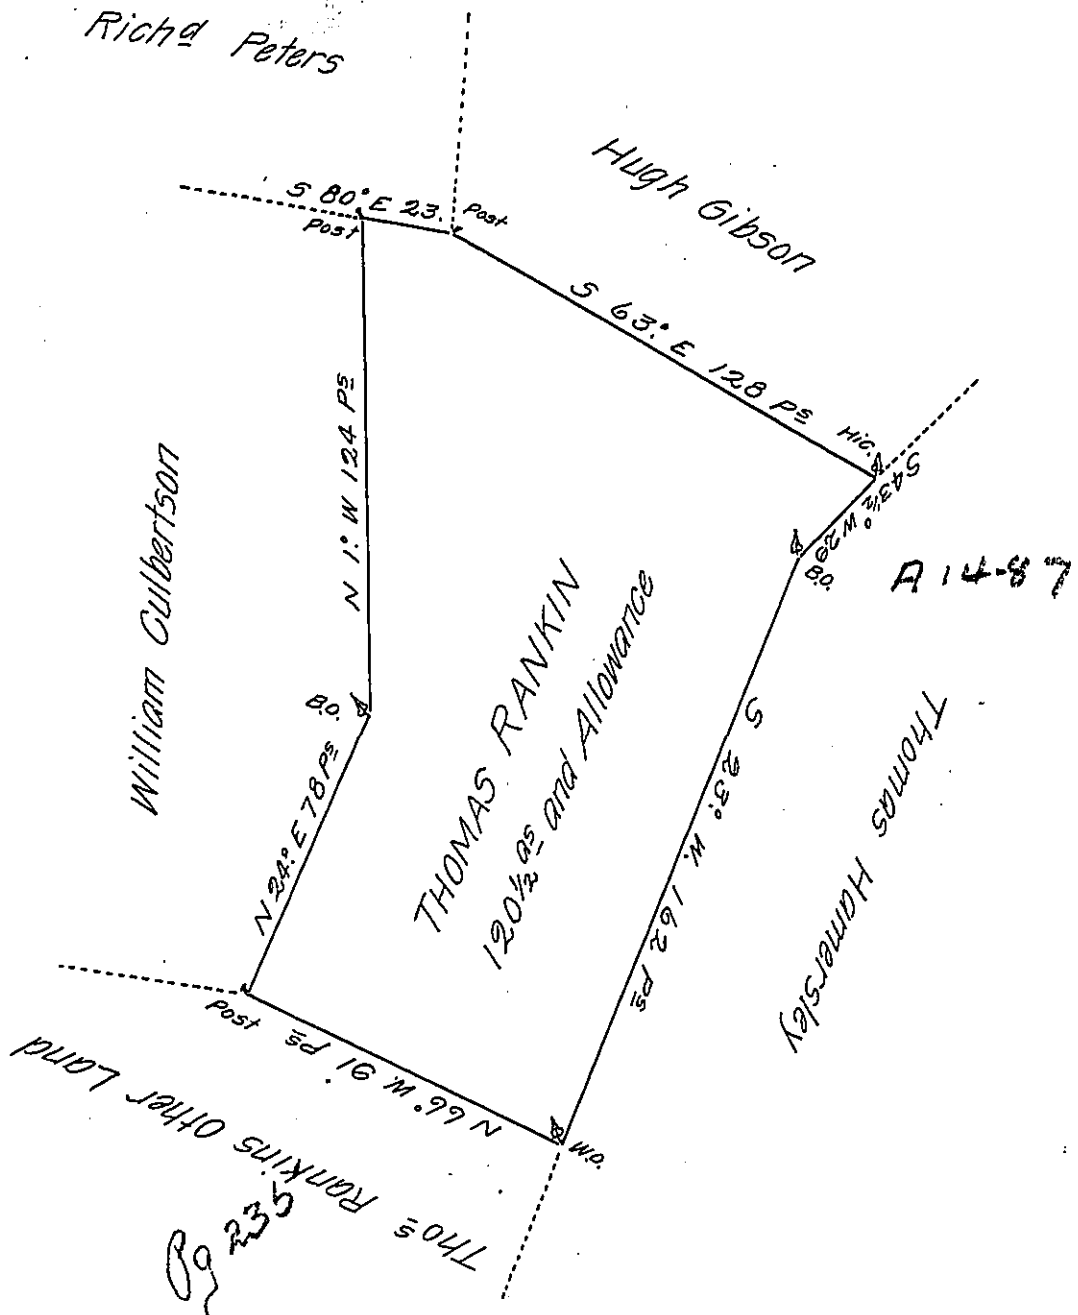 Richᵈ Peters
Hugh Gibson
S 80° E 23.
Post
Post
S 63.° E 128 Pˢ
Hic.
S 43½° W 29
B.O.
A 14-87
N 1.° W 124 Pˢ
William Culbertson
THOMAS RANKIN
120½ aˢ and Allowance
B.O.
N 24.° E 78 Pˢ
S 23.° W. 162 Pˢ
Thomas Hamersley
Post
N 66° W. 91 Pˢ
W.O.
Thoˢ Rankins Other Land
Pg 235